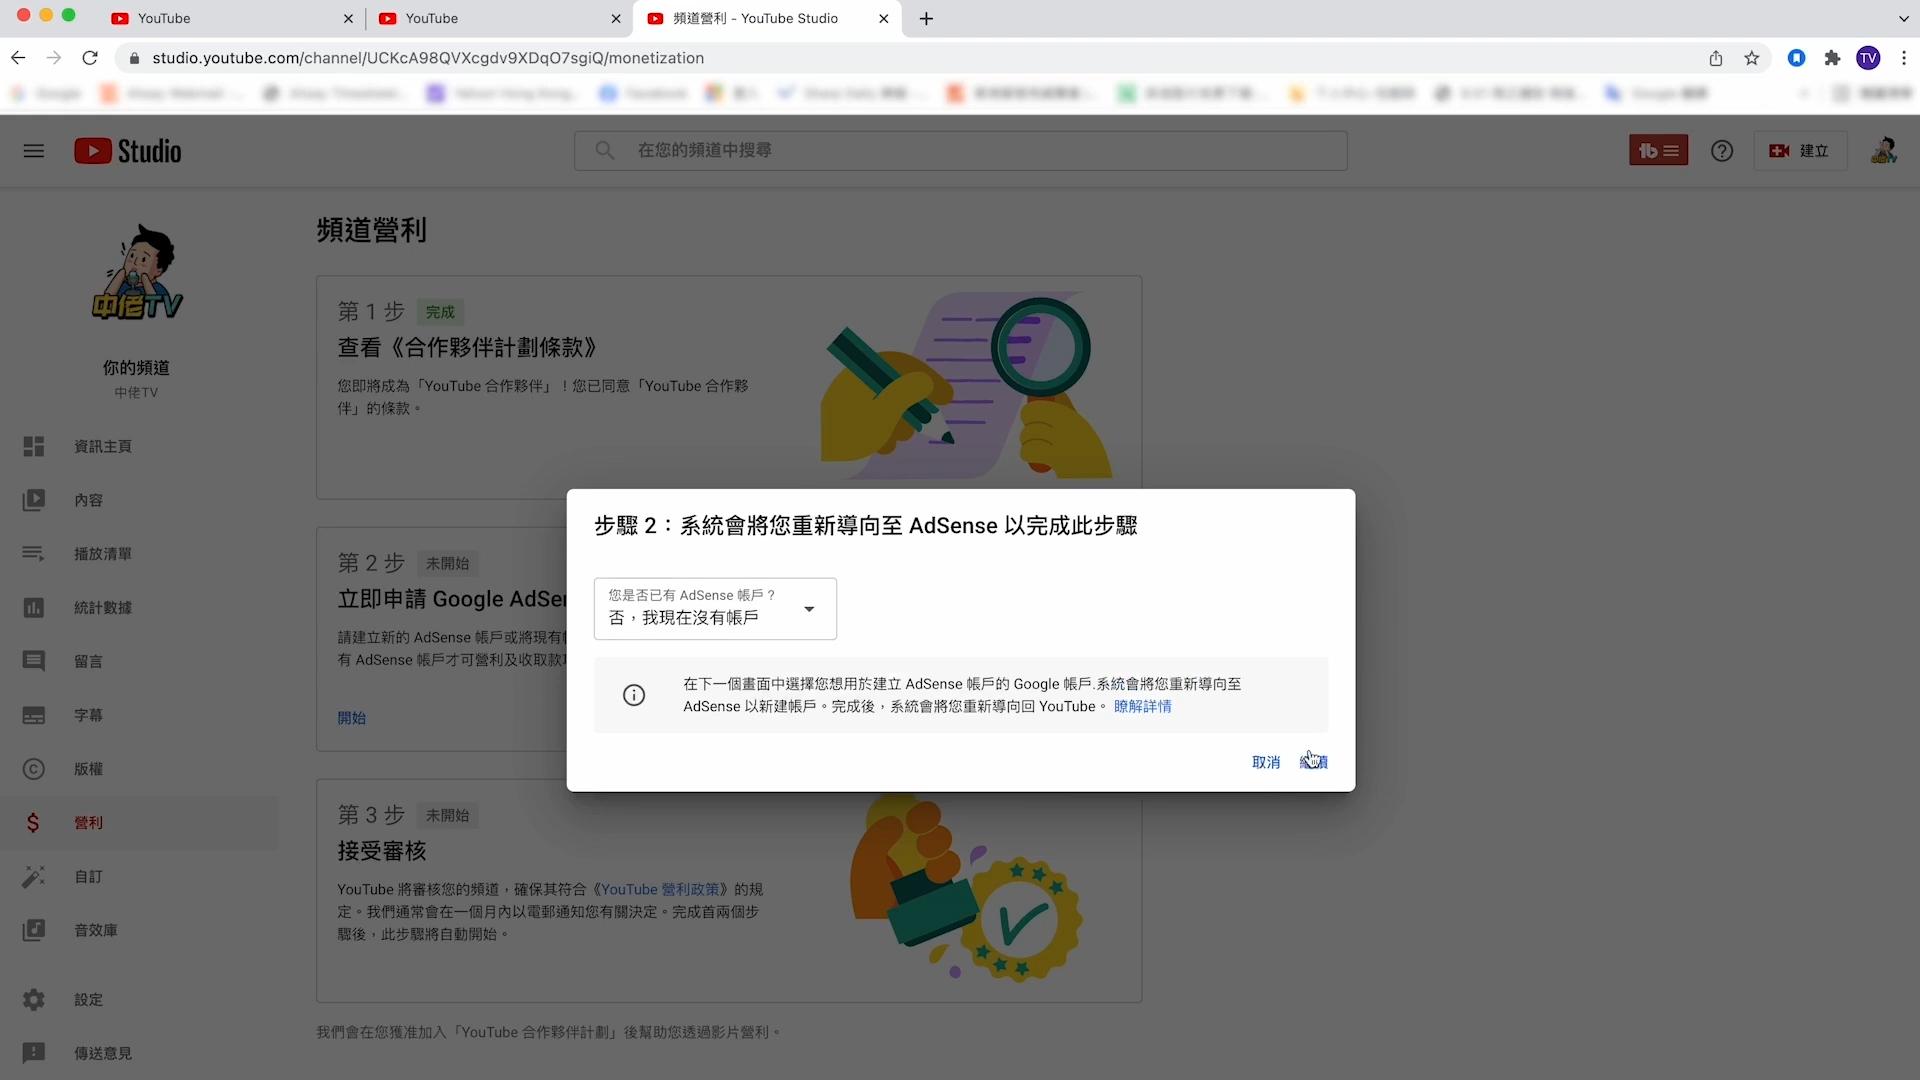 YouTube
YouTube
頻道營利 - YouTube Studio
studio.youtube.com/channel/UCKcA98QVXcgdv9XDqO7sgiQ/monetization
TV
Studio
在您的頻道中搜尋
建立
中佬TV
頻道營利
中佬TV
你的頻道
中佬TV
資訊主頁
內容
播放清單
統計數據
留言
字幕
版權
營利
自訂
音效庫
設定
傳送意見
第 1 步 完成
查看《合作夥伴計劃條款》
您即將成為「YouTube 合作夥伴」！您已同意「YouTube 合作夥
伴」的條款。
第 2 步 未開始
立即申請 Google AdSen
請建立新的 AdSense 帳戶或將現有
有 AdSense 帳戶才可營利及收取款
開始
步驟 2：系統會將您重新導向至 AdSense 以完成此步驟
您是否已有 AdSense 帳戶？
否，我現在沒有帳戶
在下一個畫面中選擇您想用於建立 AdSense 帳戶的 Google 帳戶.系統會將您重新導向至
AdSense 以新建帳戶。完成後，系統會將您重新導向回 YouTube。 瞭解詳情
取消 繼續
第 3 步 未開始
接受審核
YouTube 將審核您的頻道，確保其符合《YouTube 營利政策》的規
定。我們通常會在一個月內以電郵通知您有關決定。完成首兩個步
驟後，此步驟將自動開始。
我們會在您獲准加入「YouTube 合作夥伴計劃」後幫助您透過影片營利。